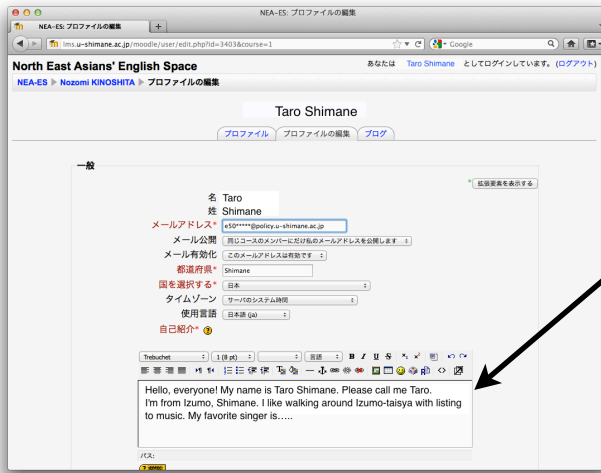 NEA-ES: プロファイルの編集
NEA-ES: プロファイルの編集
lms.u-shimane.ac.jp/moodle/user/edit.php?id=3403&course=1
Google
North East Asians' English Space
あなたは Taro Shimane としてログインしています。(ログアウト)
NEA-ES ▶ Nozomi KINOSHITA ▶ プロファイルの編集
Taro Shimane
プロファイル プロファイルの編集 ブログ
一般
* 拡張要素を表示する
名 Taro
姓 Shimane
メールアドレス* e50*****@policy.u-shimane.ac.jp
メール公開 同じコースのメンバーにだけ私のメールアドレスを公開します
メール有効化 このメールアドレスは有効です
都道府県* Shimane
国を選択する* 日本
タイムゾーン サーバのシステム時間
使用言語 日本語 (ja)
自己紹介*
Trebuchet 1 (8 pt) 言語 B I U S
Hello, everyone! My name is Taro Shimane. Please call me Taro.
I'm from Izumo, Shimane. I like walking around Izumo-taisya with listing
to music. My favorite singer is…..
パス: